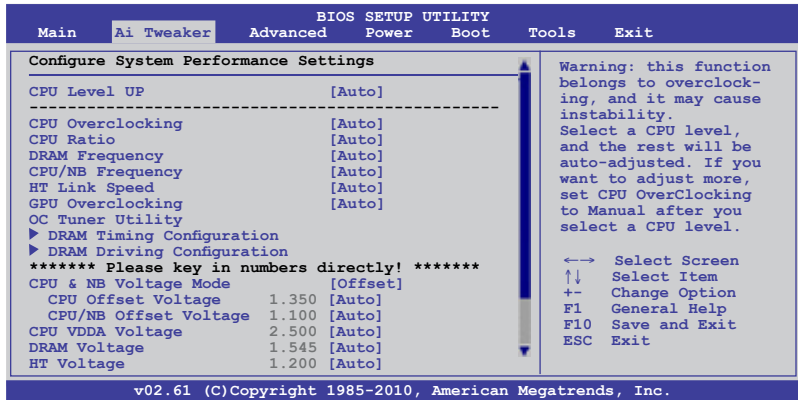 BIOS SETUP UTILITY
Main Ai Tweaker Advanced Power Boot Tools Exit
Configure System Performance Settings
CPU Level UP [Auto]
--------------------------------------------------
CPU Overclocking [Auto]
CPU Ratio [Auto]
DRAM Frequency [Auto]
CPU/NB Frequency [Auto]
HT Link Speed [Auto]
GPU Overclocking [Auto]
OC Tuner Utility
DRAM Timing Configuration
DRAM Driving Configuration
******* Please key in numbers directly! *******
CPU & NB Voltage Mode [Offset]
CPU Offset Voltage 1.350 [Auto]
CPU/NB Offset Voltage 1.100 [Auto]
CPU VDDA Voltage 2.500 [Auto]
DRAM Voltage 1.545 [Auto]
HT Voltage 1.200 [Auto]
Warning: this function
belongs to overclock-
ing, and it may cause
instability.
Select a CPU level,
and the rest will be
auto-adjusted. If you
want to adjust more,
set CPU OverClocking
to Manual after you
select a CPU level.
←→ Select Screen
↑↓ Select Item
+- Change Option
F1 General Help
F10 Save and Exit
ESC Exit
v02.61 (C)Copyright 1985-2010, American Megatrends, Inc.